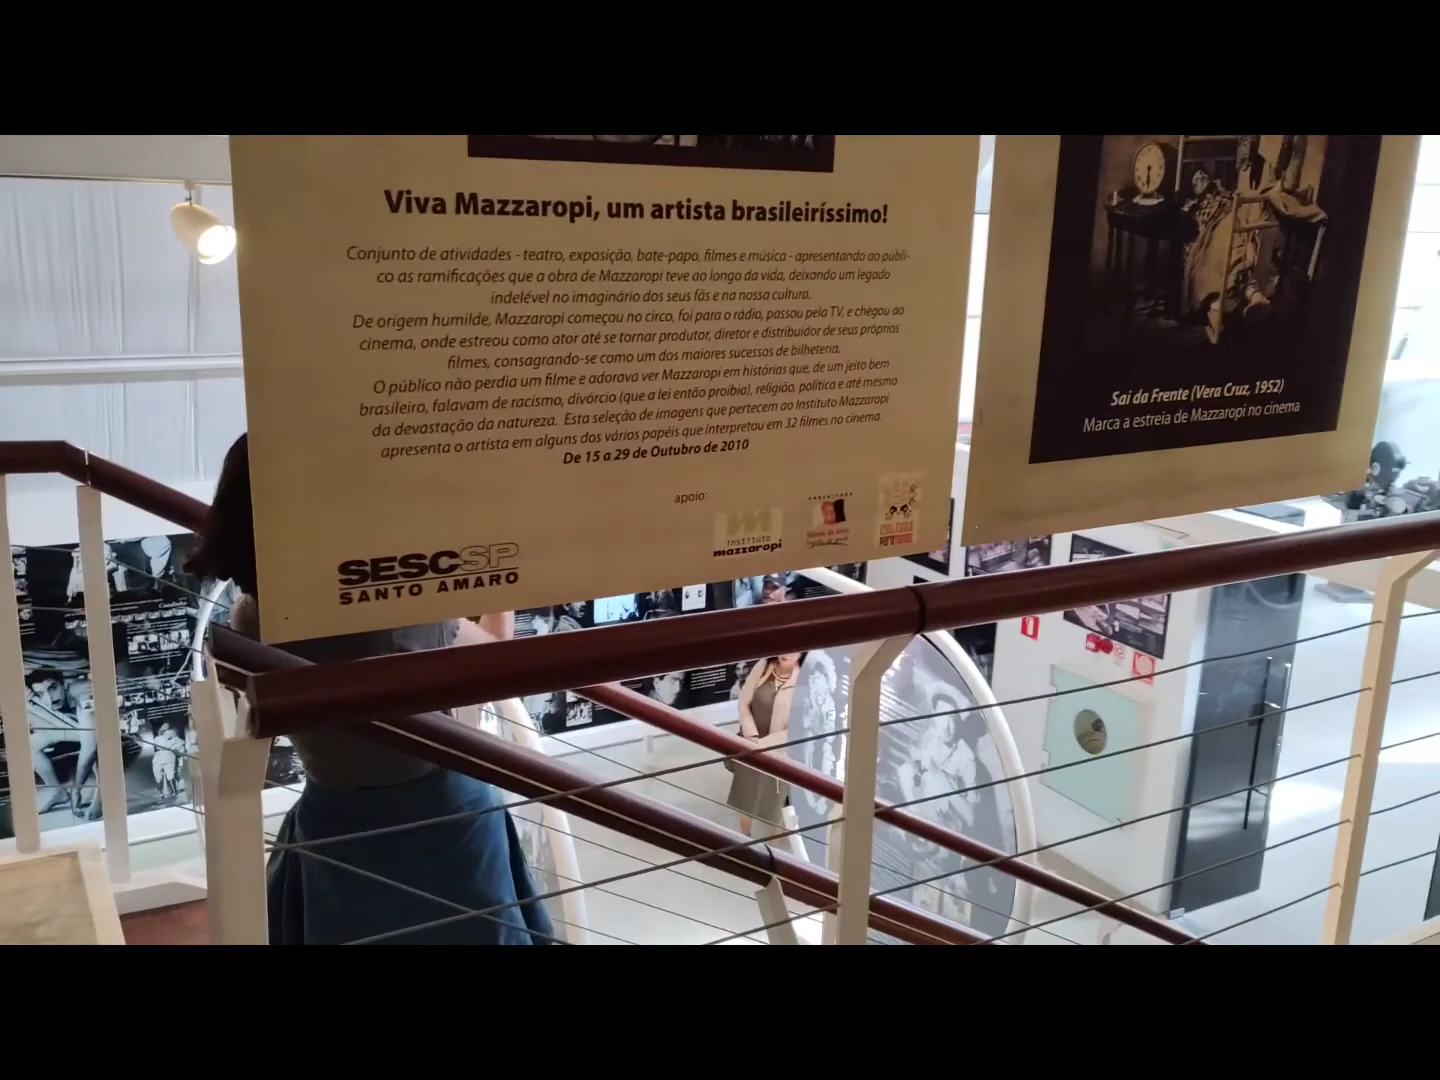 Viva Mazzaropi, um artista brasileiríssimo!
Conjunto de atividades - teatro, exposição, bate-papo, filmes e música - apresentando ao públi-
co as ramificações que a obra de Mazzaropi teve ao longo da vida, deixando um legado
indelével no imaginário dos seus fãs e na nossa cultura.
De origem humilde, Mazzaropi começou no circo, foi para o rádio, passou pela TV, e chegou ao
cinema, onde estreou como ator até se tornar produtor, diretor e distribuidor de seus próprios
filmes, consagrando-se como um dos maiores sucessos de bilheteria.
O público não perdia um filme e adorava ver Mazzaropi em histórias que, de um jeito bem
brasileiro, falavam de racismo, divórcio (que a lei então proibia), religião, política e até mesmo
da devastação da natureza. Esta seleção de imagens que pertecem ao Instituto Mazzaropi
apresenta o artista em alguns dos vários papéis que interpretou em 32 filmes no cinema.
De 15 a 29 de Outubro de 2010
apoio:
instituto
mazzaropi
SESCSP
SANTO AMARO
Sai da Frente (Vera Cruz, 1952)
Marca a estreia de Mazzaropi no cinema